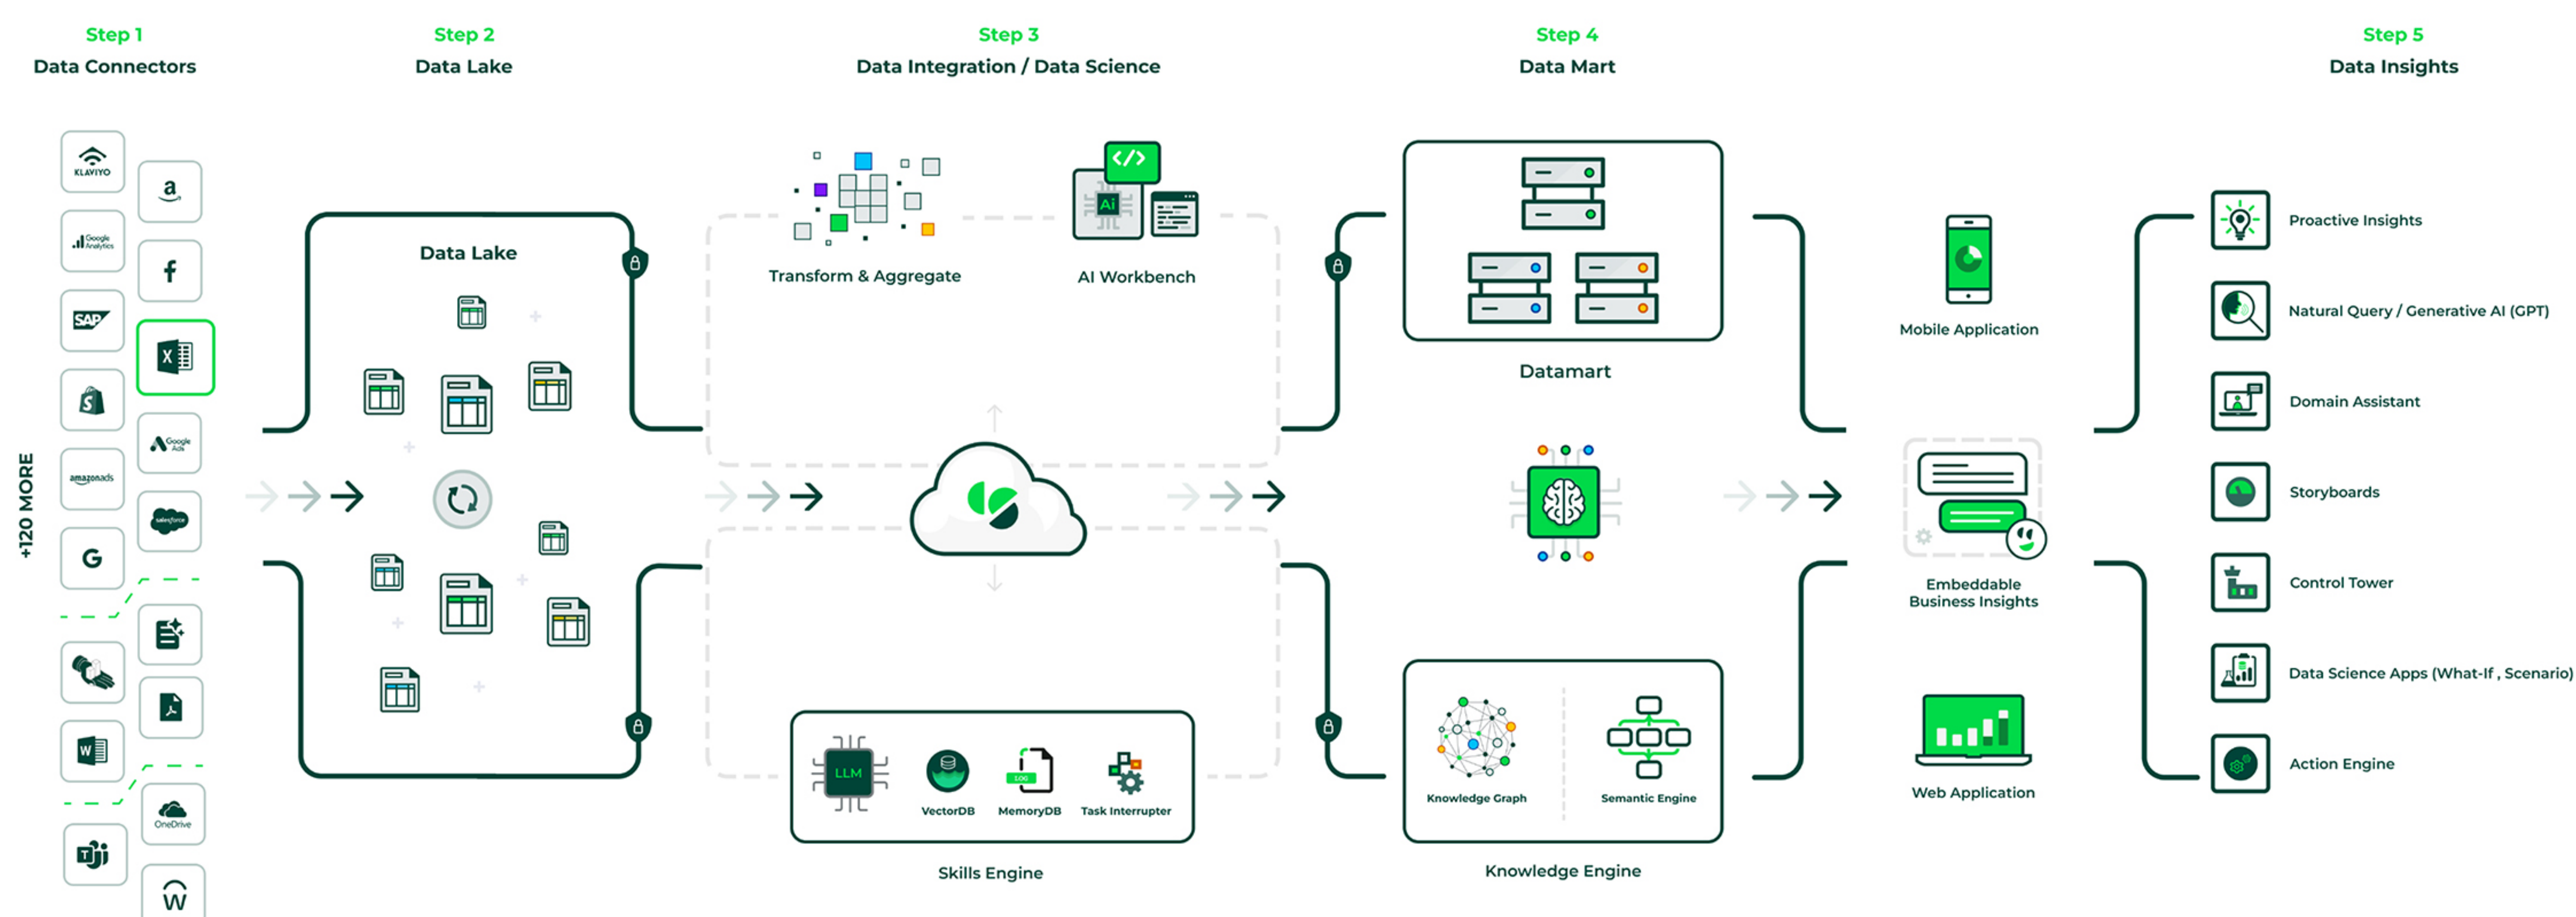 Step 1
Data Connectors
Step 2
Data Lake
Step 3
Data Integration / Data Science
Step 4
Data Mart
Step 5
Data Insights
+120 MORE
KLAVIYO
a
Google
Analytics
f
SAP
X
S
Google
Ads
amazonads
salesforce
G
W
OneDrive
T
W
Data Lake
Transform & Aggregate
</>
Ai
AI Workbench
LLM
VectorDB
LOG
MemoryDB
Task Interrupter
Skills Engine
Datamart
Knowledge Graph
Semantic Engine
Knowledge Engine
Mobile Application
Embeddable
Business Insights
Web Application
Proactive Insights
Natural Query / Generative AI (GPT)
Domain Assistant
Storyboards
Control Tower
Data Science Apps (What-If , Scenario)
Action Engine